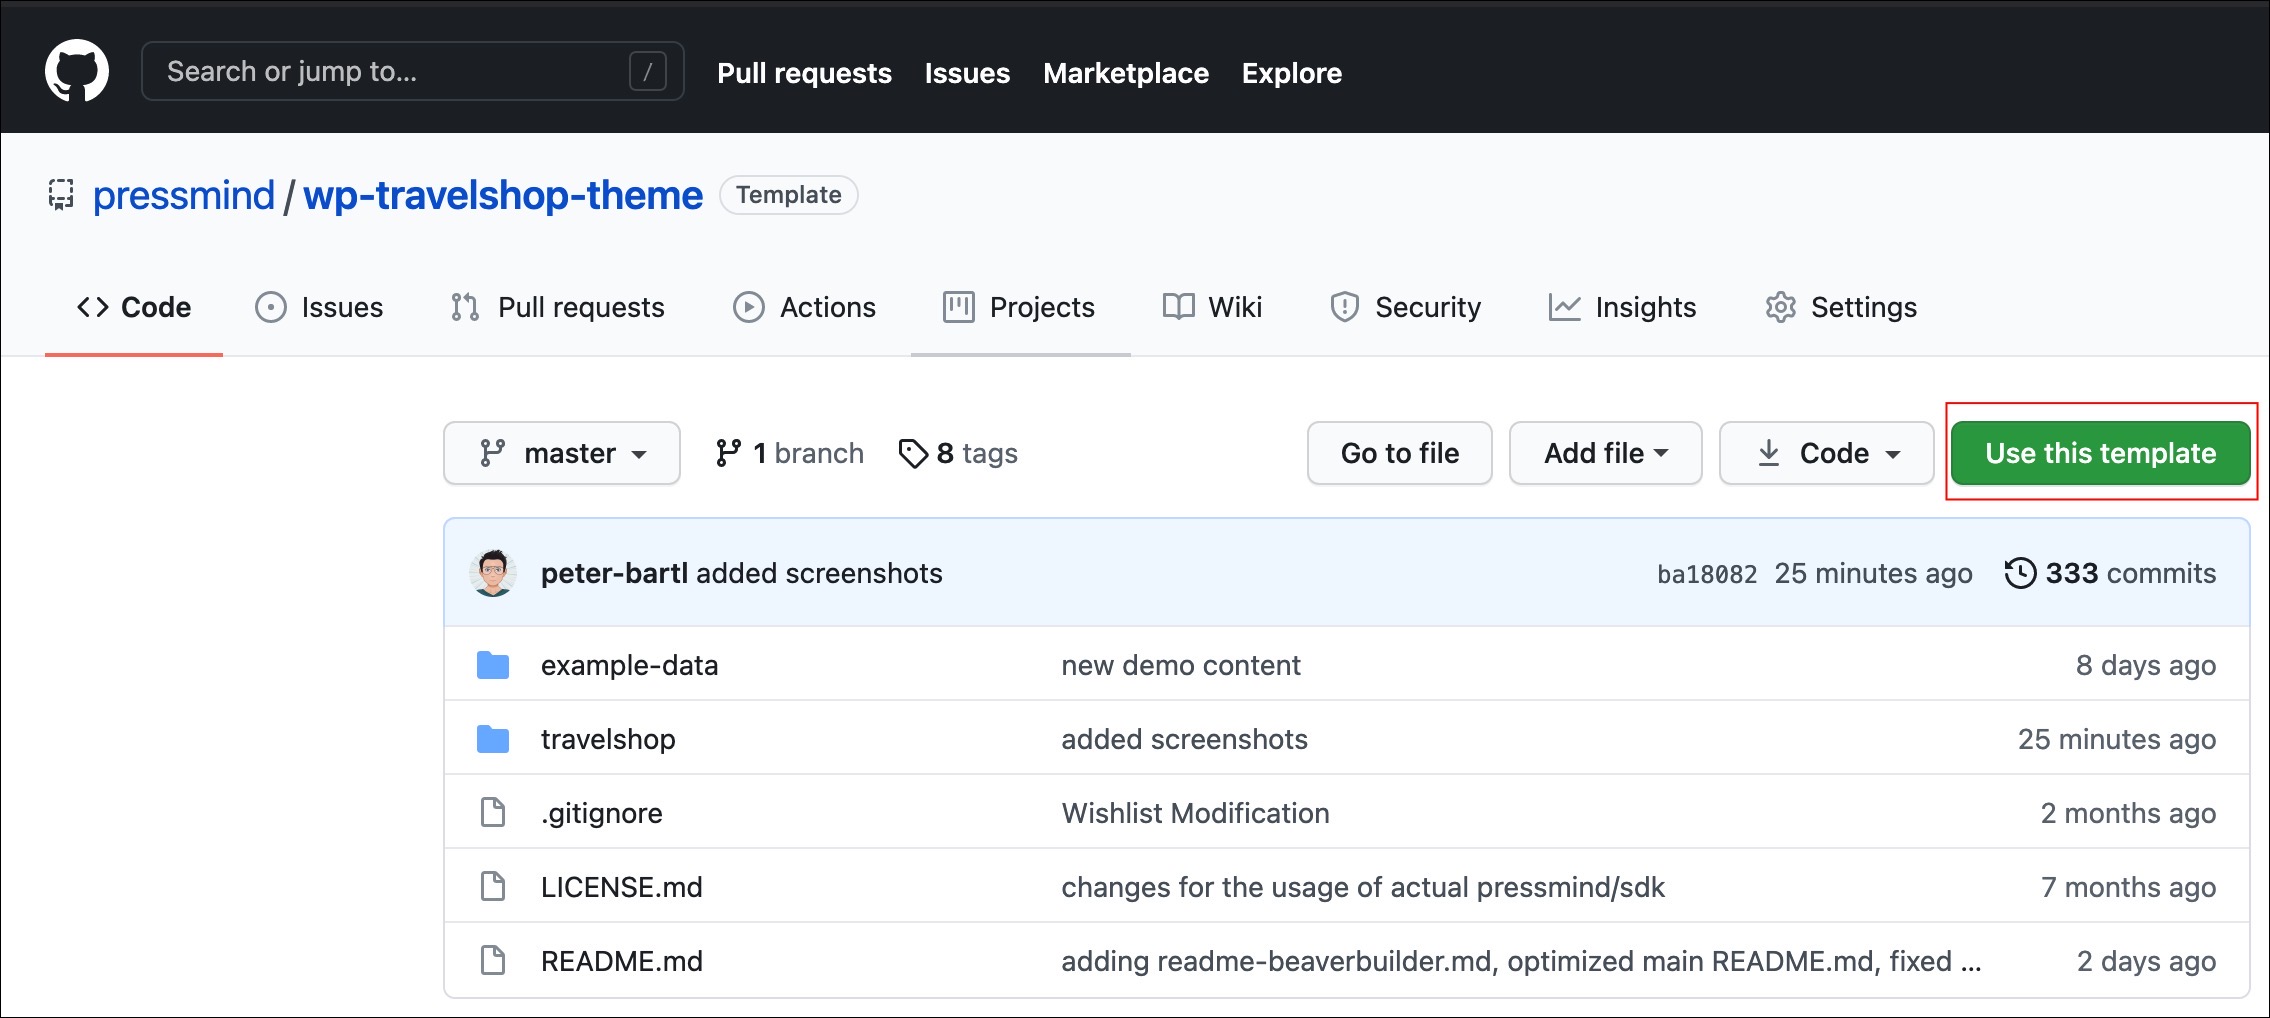 Search or jump to... / Pull requests Issues Marketplace Explore
pressmind / wp-travelshop-theme Template
Code Issues Pull requests Actions Projects Wiki Security Insights Settings
master 1 branch 8 tags Go to file Add file Code Use this template
peter-bartl added screenshots ba18082 25 minutes ago 333 commits
example-data new demo content 8 days ago
travelshop added screenshots 25 minutes ago
.gitignore Wishlist Modification 2 months ago
LICENSE.md changes for the usage of actual pressmind/sdk 7 months ago
README.md adding readme-beaverbuilder.md, optimized main README.md, fixed ... 2 days ago